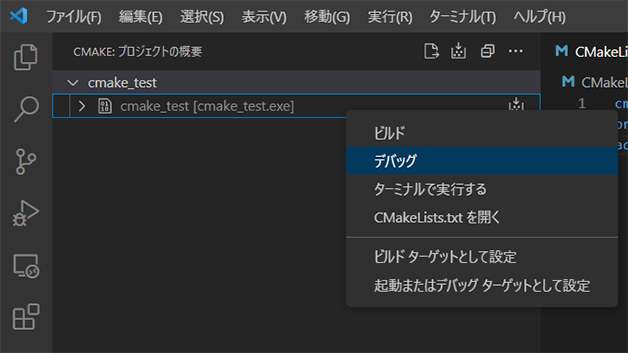 ファイル(F) 編集(E) 選択(S) 表示(V) 移動(G) 実行(R) ターミナル(T) ヘルプ(H)
CMAKE: プロジェクトの概要
cmake_test
cmake_test [cmake_test.exe]
ビルド
デバッグ
ターミナルで実行する
CMakeLists.txt を開く
ビルド ターゲットとして設定
起動またはデバッグ ターゲットとして設定
M CMakeLi
M CMakeLi
1 cm